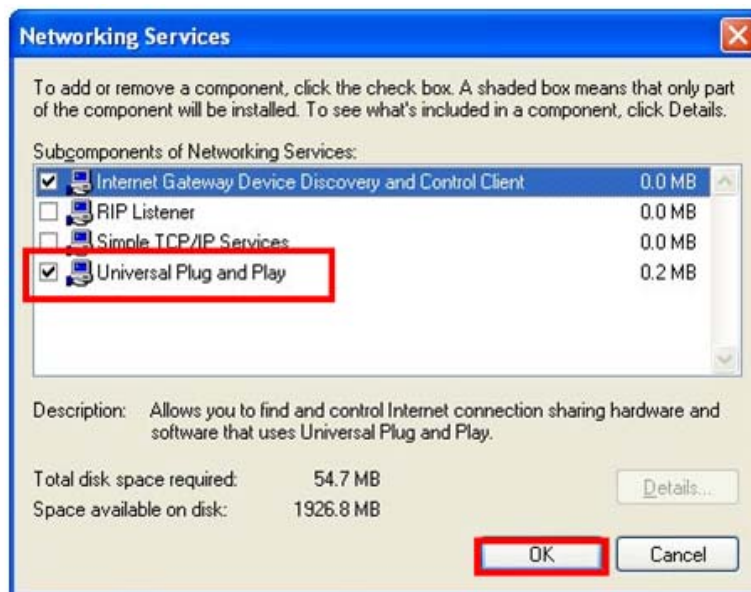 Networking Services
To add or remove a component, click the check box. A shaded box means that only part
of the component will be installed. To see what's included in a component, click Details.
Subcomponents of Networking Services:
Internet Gateway Device Discovery and Control Client 0.0 MB
RIP Listener 0.0 MB
Simple TCP/IP Services 0.0 MB
Universal Plug and Play 0.2 MB
Description: Allows you to find and control Internet connection sharing hardware and
software that uses Universal Plug and Play.
Total disk space required: 54.7 MB
Space available on disk: 1926.8 MB
Details...
OK Cancel